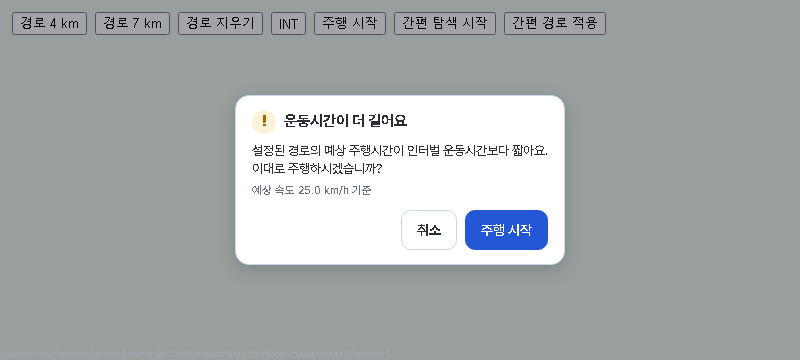 경로 4 km 경로 7 km 경로 지우기 INT 주행 시작 간편 탐색 시작 간편 경로 적용
! 운동시간이 더 길어요
설정된 경로의 예상 주행시간이 인터벌 운동시간보다 짧아요.
이대로 주행하시겠습니까?
예상 속도 25.0 km/h 기준
취소 주행 시작